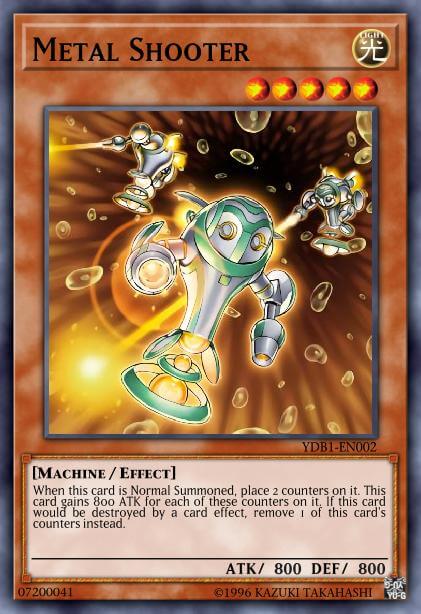 METAL SHOOTER
LIGHT
光
YDB1-EN002
[MACHINE / EFFECT]
When this card is Normal Summoned, place 2 counters on it. This
card gains 800 ATK for each of these counters on it. If this card
would be destroyed by a card effect, remove 1 of this card's
counters instead.
ATK/ 800 DEF/ 800
07200041
©1996 KAZUKI TAKAHASHI